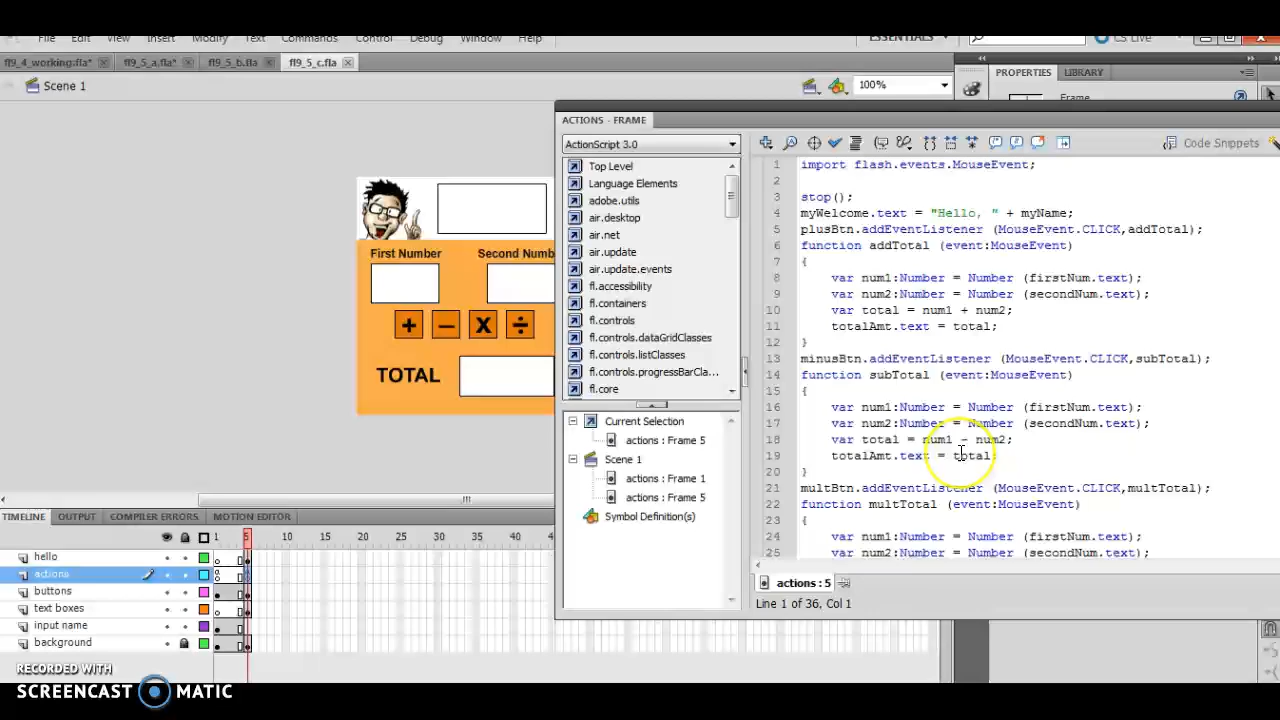 File Edit View Insert Modify Text Commands Control Debug Window Help
ESSENTIALS CS Live
fl9_4_working.fla* fl9_5_a.fla* fl9_5_b.fla fl9_5_c.fla
Scene 1 100%
PROPERTIES LIBRARY
Frame
ACTIONS - FRAME
ActionScript 3.0
Code Snippets
Top Level
Language Elements
adobe.utils
air.desktop
air.net
air.update
air.update.events
fl.accessibility
fl.containers
fl.controls
fl.controls.dataGridClasses
fl.controls.listClasses
fl.controls.progressBarCla...
fl.core
Current Selection
actions : Frame 5
Scene 1
actions : Frame 1
actions : Frame 5
Symbol Definition(s)
1 import flash.events.MouseEvent;
2
3 stop();
4 myWelcome.text = "Hello, " + myName;
5 plusBtn.addEventListener (MouseEvent.CLICK,addTotal);
6 function addTotal (event:MouseEvent)
7 {
8 var num1:Number = Number (firstNum.text);
9 var num2:Number = Number (secondNum.text);
10 var total = num1 + num2;
11 totalAmt.text = total;
12 }
13 minusBtn.addEventListener (MouseEvent.CLICK,subTotal);
14 function subTotal (event:MouseEvent)
15 {
16 var num1:Number = Number (firstNum.text);
17 var num2:Number = Number (secondNum.text);
18 var total = num1 - num2;
19 totalAmt.text = total;
20 }
21 multBtn.addEventListener (MouseEvent.CLICK,multTotal);
22 function multTotal (event:MouseEvent)
23 {
24 var num1:Number = Number (firstNum.text);
25 var num2:Number = Number (secondNum.text);
actions : 5
Line 1 of 36, Col 1
First Number Second Numb
+ − X ÷
TOTAL
TIMELINE OUTPUT COMPILER ERRORS MOTION EDITOR
1 5 10 15 20 25 30 35 40 45
hello
actions
buttons
text boxes
input name
background
RECORDED WITH
SCREENCAST MATIC